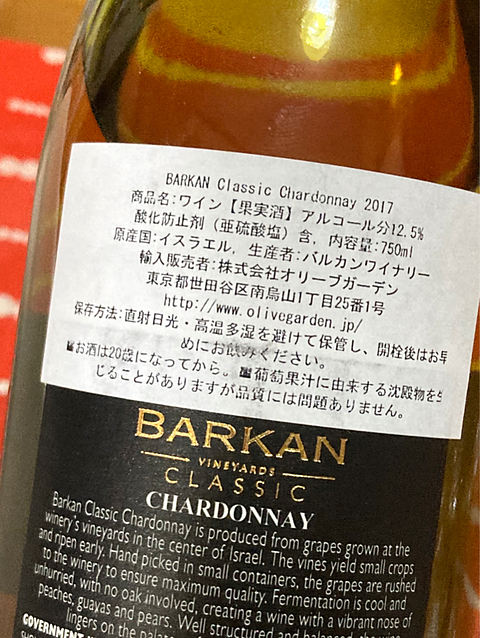 BARKAN Classic Chardonnay 2017
商品名:ワイン【果実酒】アルコール分12.5%
酸化防止剤(亜硫酸塩)含, 内容量:750ml
原産国:イスラエル, 生産者:バルカンワイナリー
輸入販売者:株式会社オリーブガーデン
東京都世田谷区南烏山1丁目25番1号
http://www.olivegarden.jp/
保存方法:直射日光・高温多湿を避けて保管し、開栓後はお早
めにお飲みください。
■お酒は20歳になってから。■葡萄果汁に由来する沈殿物を生
じることがありますが品質には問題ありません。
BARKAN
VINEYARDS
CLASSIC
CHARDONNAY
Barkan Classic Chardonnay is produced from grapes grown at the
winery's vineyards in the center of Israel. The vines yield small crops
and ripen early. Hand picked in small containers, the grapes are rushed
to the winery to ensure maximum quality. Fermentation is cool and
unhurried, with no oak involved, creating a wine with a vibrant nose of
peaches, guayas and pears. Well structured and balanced, the wine
lingers on the
GOVERNMENT